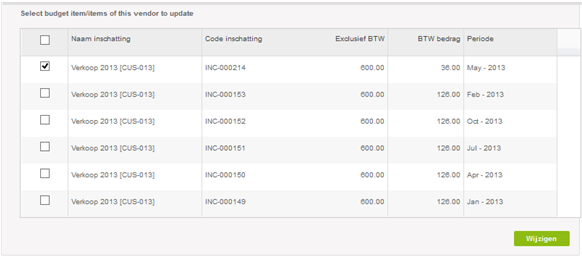 Select budget item/items of this vendor to update
Naam inschatting Code inschatting Exclusief BTW BTW bedrag Periode
Verkoop 2013 [CUS-013] INC-000214 600.00 36.00 May - 2013
Verkoop 2013 [CUS-013] INC-000153 600.00 126.00 Feb - 2013
Verkoop 2013 [CUS-013] INC-000152 600.00 126.00 Oct - 2013
Verkoop 2013 [CUS-013] INC-000151 600.00 126.00 Jul - 2013
Verkoop 2013 [CUS-013] INC-000150 600.00 126.00 Apr - 2013
Verkoop 2013 [CUS-013] INC-000149 600.00 126.00 Jan - 2013
Wijzigen